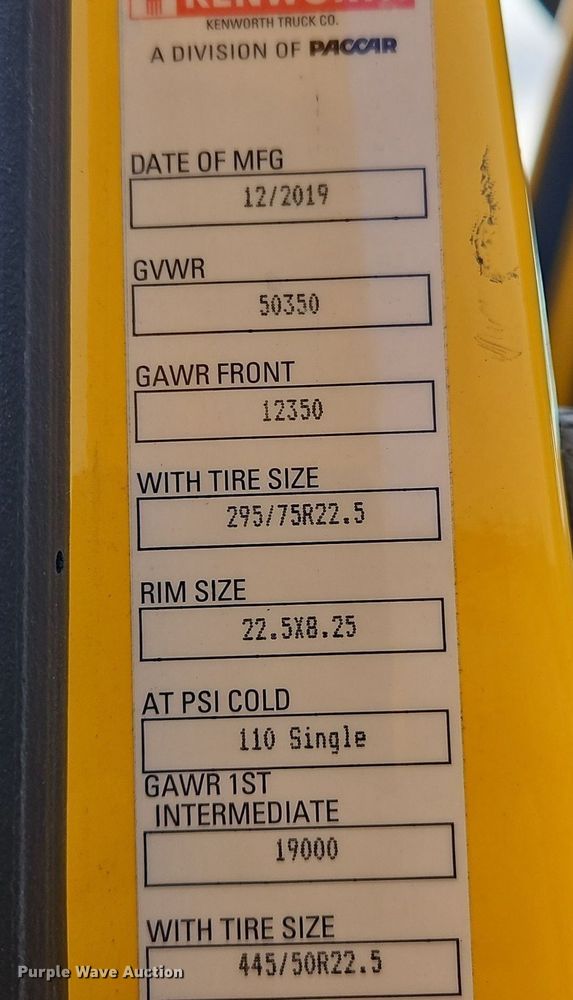 KENWORTH
KENWORTH TRUCK CO.
A DIVISION OF PACCAR
DATE OF MFG
12/2019
GVWR
50350
GAWR FRONT
12350
WITH TIRE SIZE
295/75R22.5
RIM SIZE
22.5X8.25
AT PSI COLD
110 Single
GAWR 1ST
INTERMEDIATE
19000
WITH TIRE SIZE
445/50R22.5
Purple Wave Auction